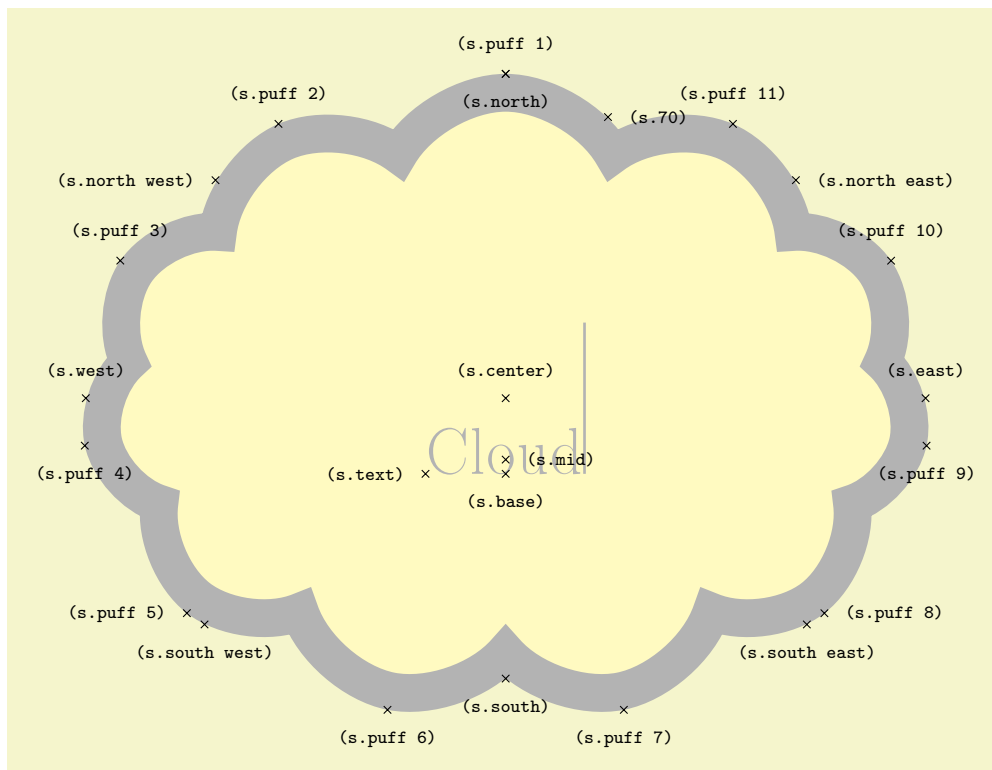 (s.puff 1)
(s.puff 2)
(s.puff 11)
(s.north)
(s.70)
(s.north west)
(s.north east)
(s.puff 3)
(s.puff 10)
(s.west)
(s.center)
(s.east)
Cloud
(s.mid)
(s.puff 4)
(s.text)
(s.puff 9)
(s.base)
(s.puff 5)
(s.puff 8)
(s.south west)
(s.south east)
(s.south)
(s.puff 6)
(s.puff 7)